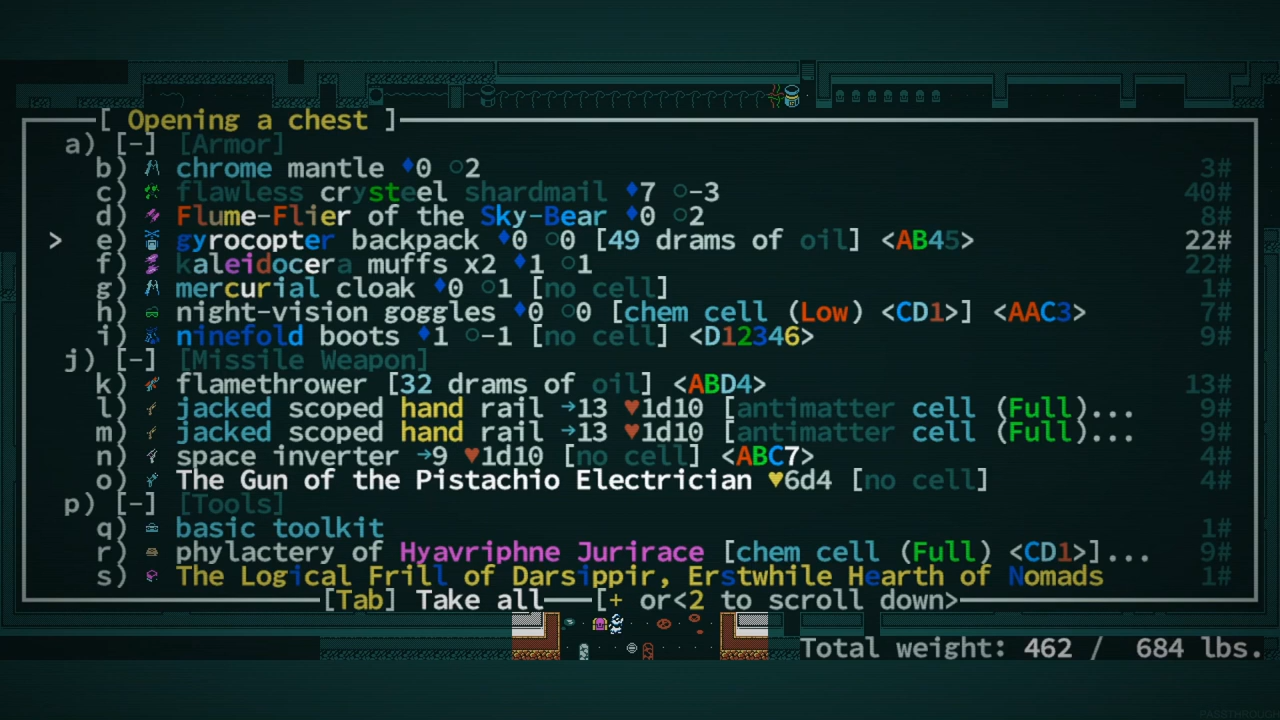 [ Opening a chest ]
a) [-] [Armor]
b) chrome mantle ♦0 ○2 3#
c) flawless crysteel shardmail ♦7 ○-3 40#
d) Flume-Flier of the Sky-Bear ♦0 ○2 8#
> e) gyrocopter backpack ♦0 ○0 [49 drams of oil] <AB45> 22#
f) kaleidocera muffs x2 ♦1 ○1 22#
g) mercurial cloak ♦0 ○1 [no cell] 1#
h) night-vision goggles ♦0 ○0 [chem cell (Low) <CD1>] <AAC3> 7#
i) ninefold boots ♦1 ○-1 [no cell] <D12346> 9#
j) [-] [Missile Weapon]
k) flamethrower [32 drams of oil] <ABD4> 13#
l) jacked scoped hand rail →13 ♥1d10 [antimatter cell (Full)... 9#
m) jacked scoped hand rail →13 ♥1d10 [antimatter cell (Full)... 9#
n) space inverter →9 ♥1d10 [no cell] <ABC7> 4#
o) The Gun of the Pistachio Electrician ♥6d4 [no cell] 4#
p) [-] [Tools]
q) basic toolkit 1#
r) phylactery of Hyavriphne Jurirace [chem cell (Full) <CD1>]... 9#
s) The Logical Frill of Darsippir, Erstwhile Hearth of Nomads 1#
[Tab] Take all [+ or<2 to scroll down>
Total weight: 462 / 684 lbs.